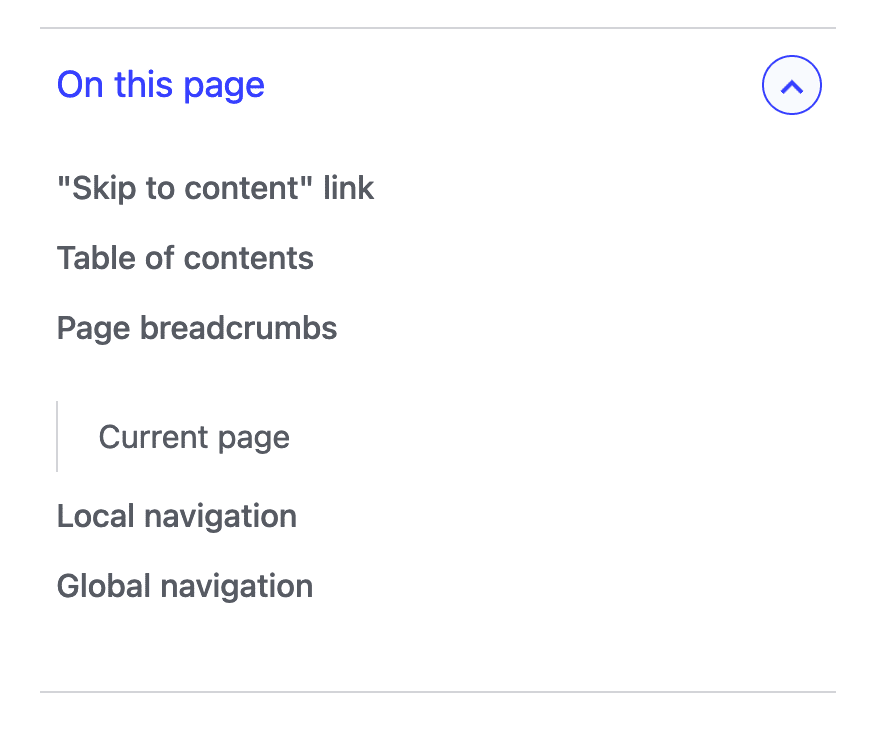 On this page
"Skip to content" link
Table of contents
Page breadcrumbs
Current page
Local navigation
Global navigation